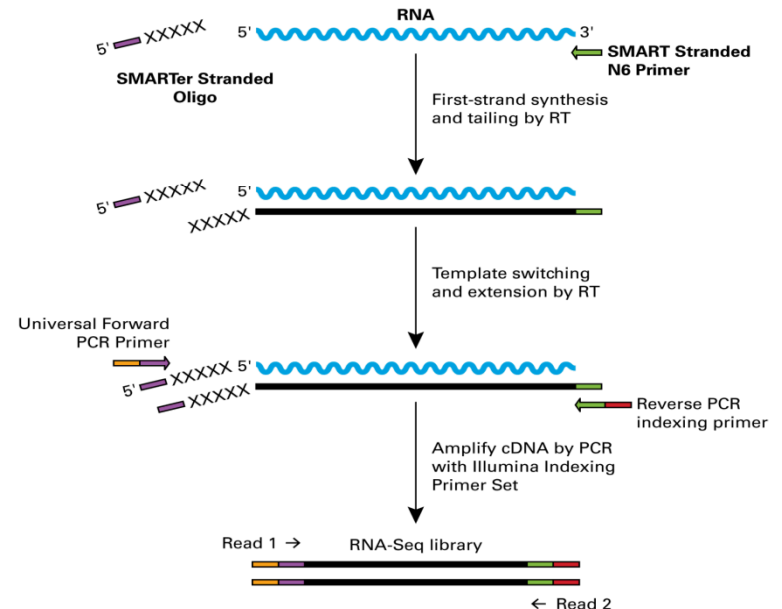 RNA
5'
XXXXX
5'
3'
SMARTer Stranded
Oligo
SMART Stranded
N6 Primer
First-strand synthesis
and tailing by RT
5'
XXXXX
5'
XXXXX
Template switching
and extension by RT
Universal Forward
PCR Primer
5'
XXXXX
5'
XXXXX
Reverse PCR
indexing primer
Amplify cDNA by PCR
with Illumina Indexing
Primer Set
Read 1 →
RNA-Seq library
← Read 2